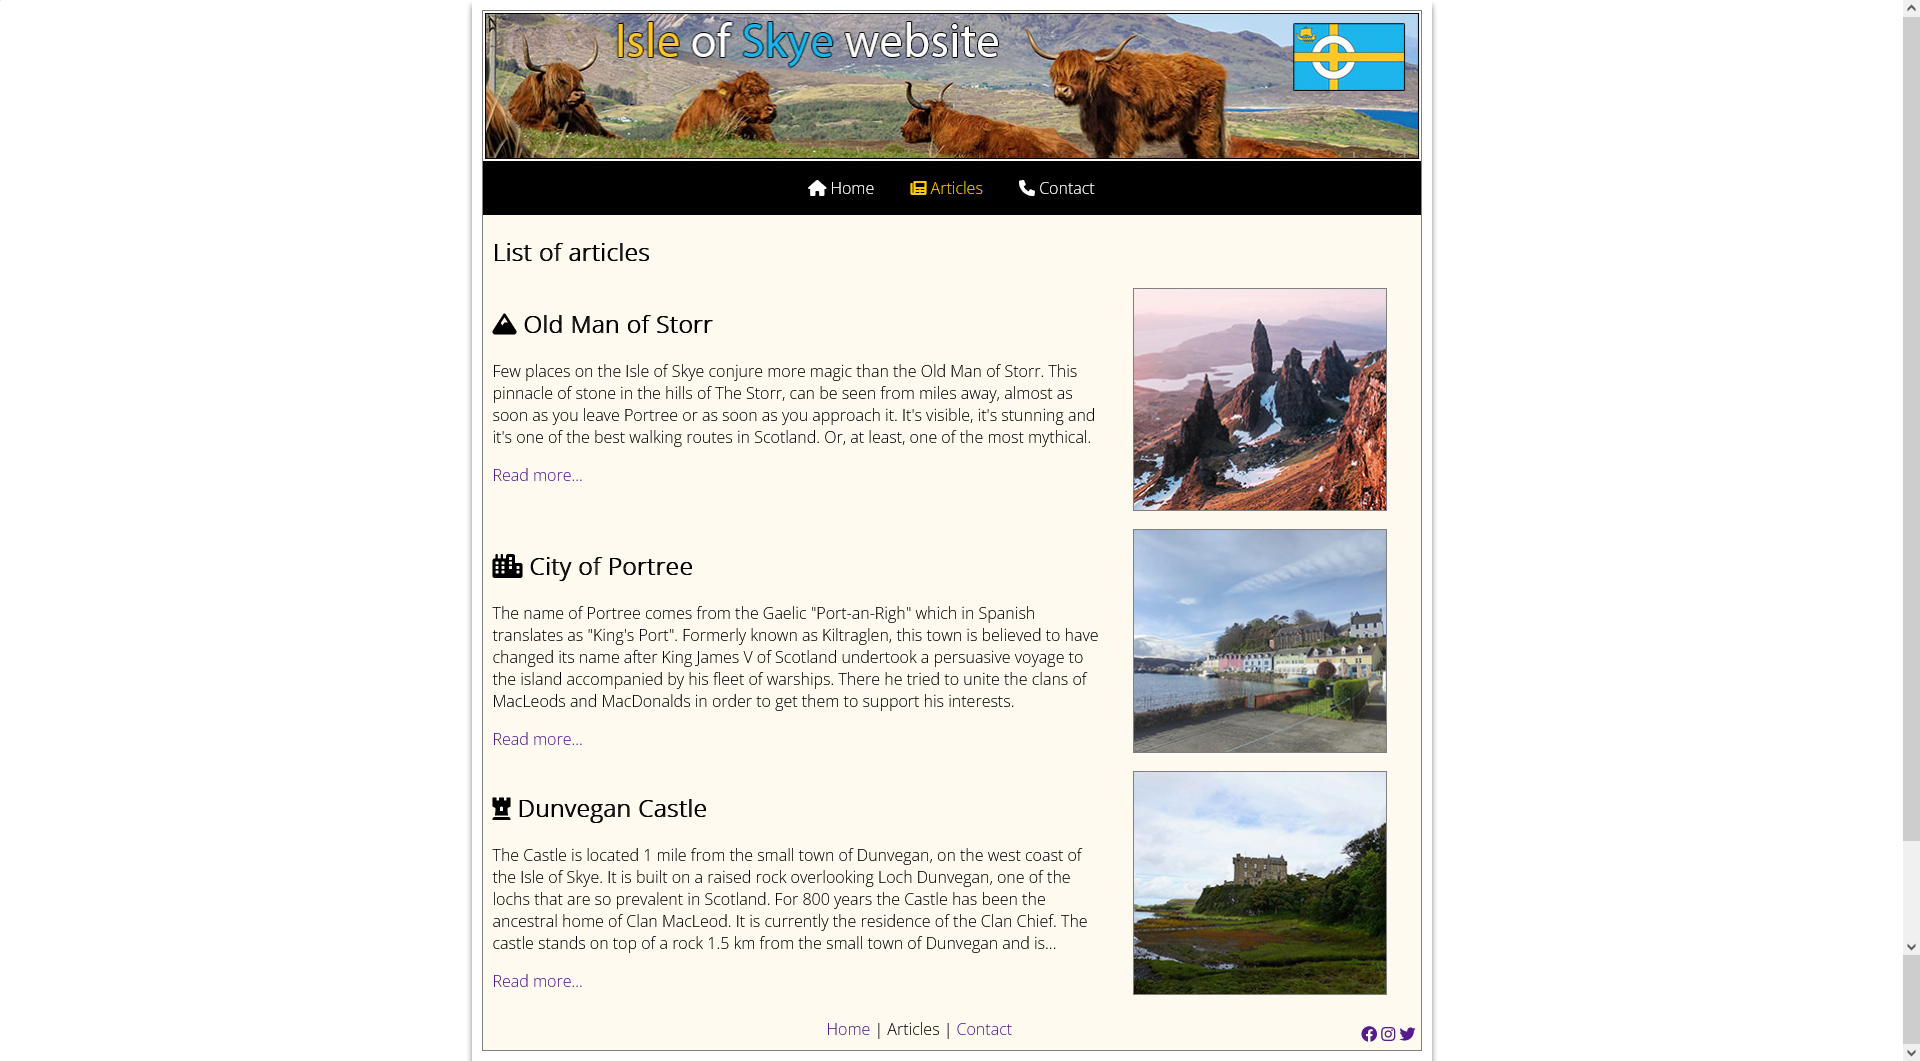 Isle of Skye website
Home Articles Contact
List of articles
Old Man of Storr
Few places on the Isle of Skye conjure more magic than the Old Man of Storr. This
pinnacle of stone in the hills of The Storr, can be seen from miles away, almost as
soon as you leave Portree or as soon as you approach it. It's visible, it's stunning and
it's one of the best walking routes in Scotland. Or, at least, one of the most mythical.
Read more...
City of Portree
The name of Portree comes from the Gaelic "Port-an-Righ" which in Spanish
translates as "King's Port". Formerly known as Kiltraglen, this town is believed to have
changed its name after King James V of Scotland undertook a persuasive voyage to
the island accompanied by his fleet of warships. There he tried to unite the clans of
MacLeods and MacDonalds in order to get them to support his interests.
Read more...
Dunvegan Castle
The Castle is located 1 mile from the small town of Dunvegan, on the west coast of
the Isle of Skye. It is built on a raised rock overlooking Loch Dunvegan, one of the
lochs that are so prevalent in Scotland. For 800 years the Castle has been the
ancestral home of Clan MacLeod. It is currently the residence of the Clan Chief. The
castle stands on top of a rock 1.5 km from the small town of Dunvegan and is...
Read more...
Home | Articles | Contact